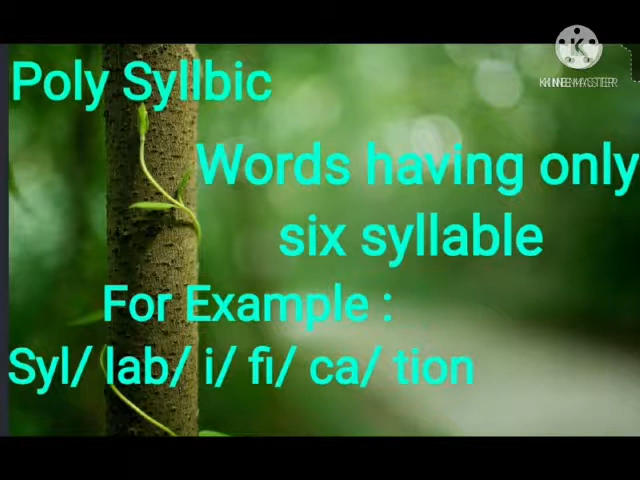 Poly Syllbic
Words having only
six syllable
For Example :
Syl/ lab/ i/ fi/ ca/ tion